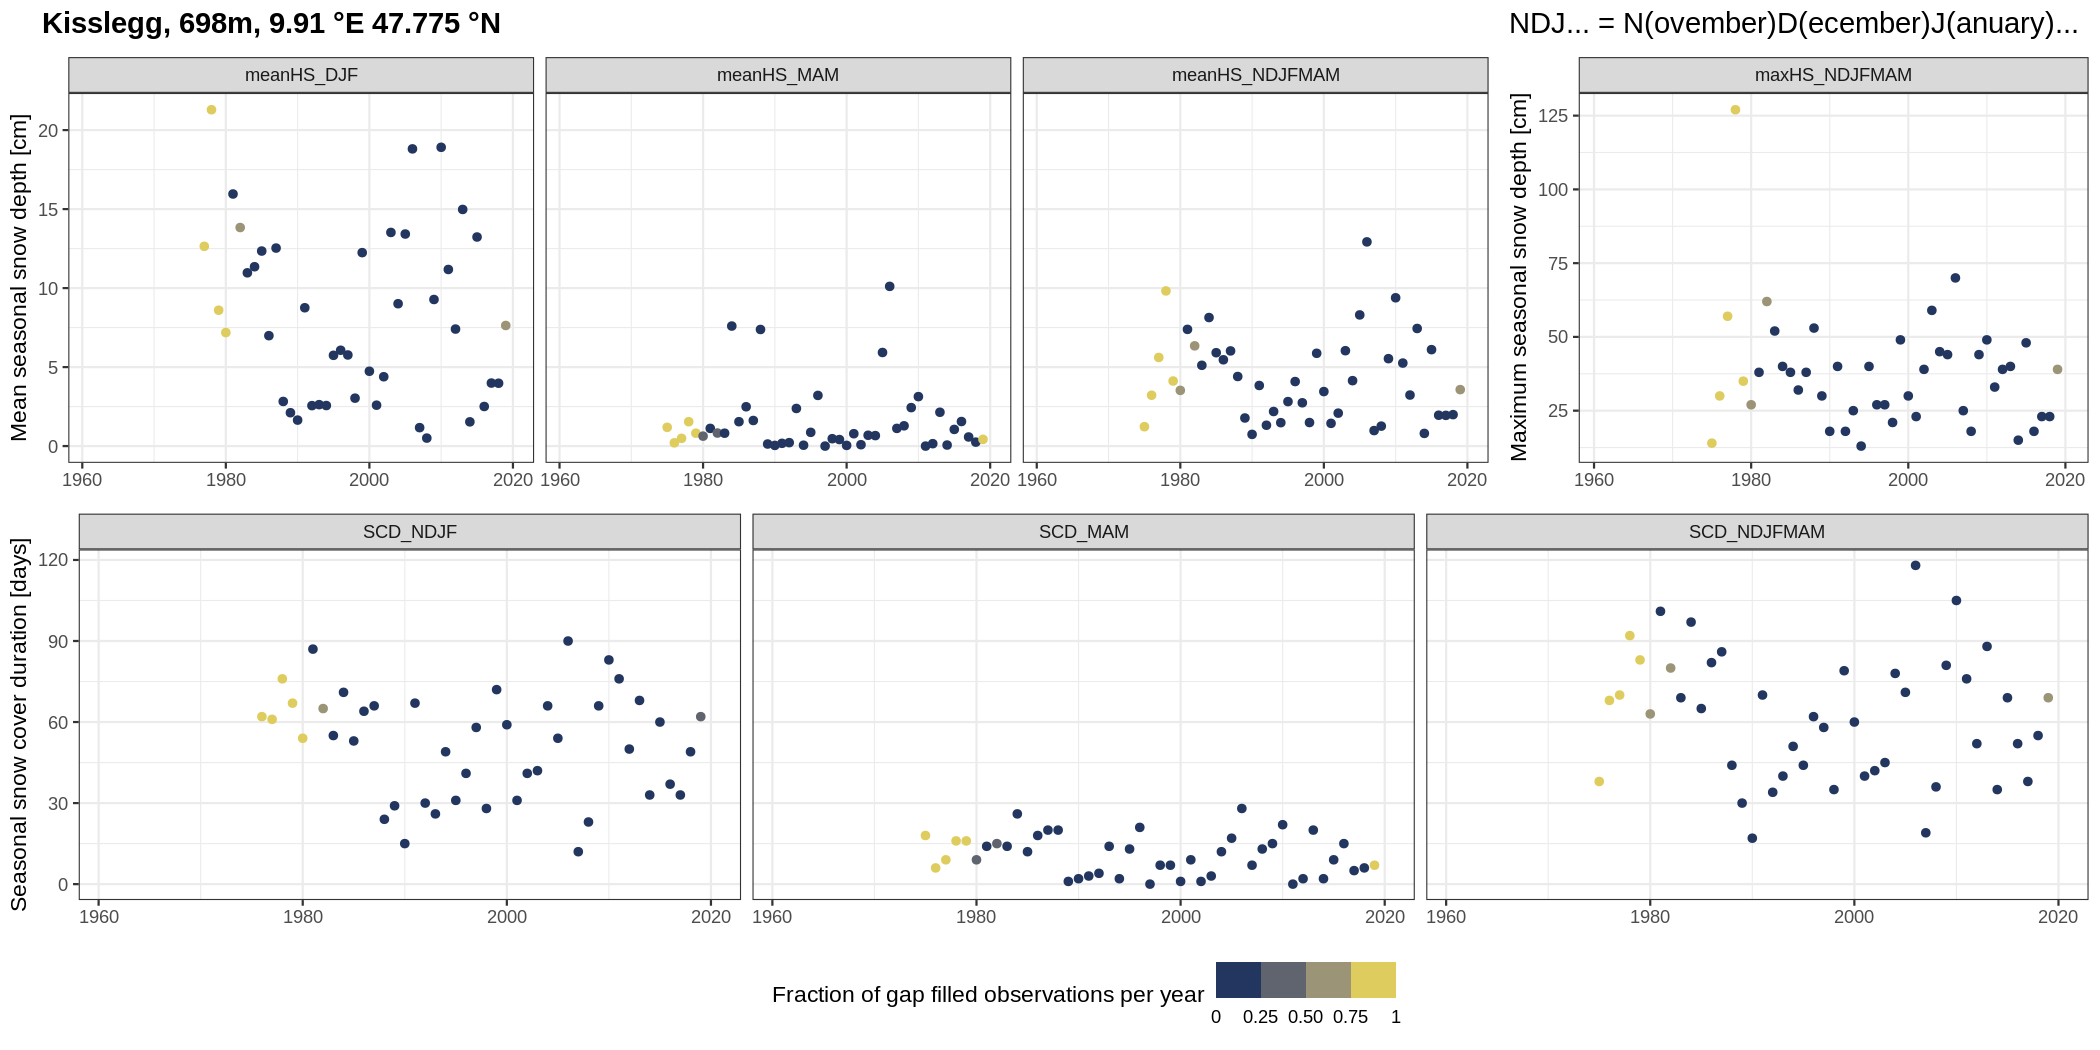 Kisslegg, 698m, 9.91 °E 47.775 °N
NDJ... = N(ovember)D(ecember)J(anuary)...
meanHS_DJF
meanHS_MAM
meanHS_NDJFMAM
maxHS_NDJFMAM
Mean seasonal snow depth [cm]
20
15
10
5
0
1960 1980 2000 2020
1960 1980 2000 2020
1960 1980 2000 2020
Maximum seasonal snow depth [cm]
125
100
75
50
25
1960 1980 2000 2020
SCD_NDJF
SCD_MAM
SCD_NDJFMAM
Seasonal snow cover duration [days]
120
90
60
30
0
1960 1980 2000 2020
1960 1980 2000 2020
1960 1980 2000 2020
Fraction of gap filled observations per year
0 0.25 0.50 0.75 1